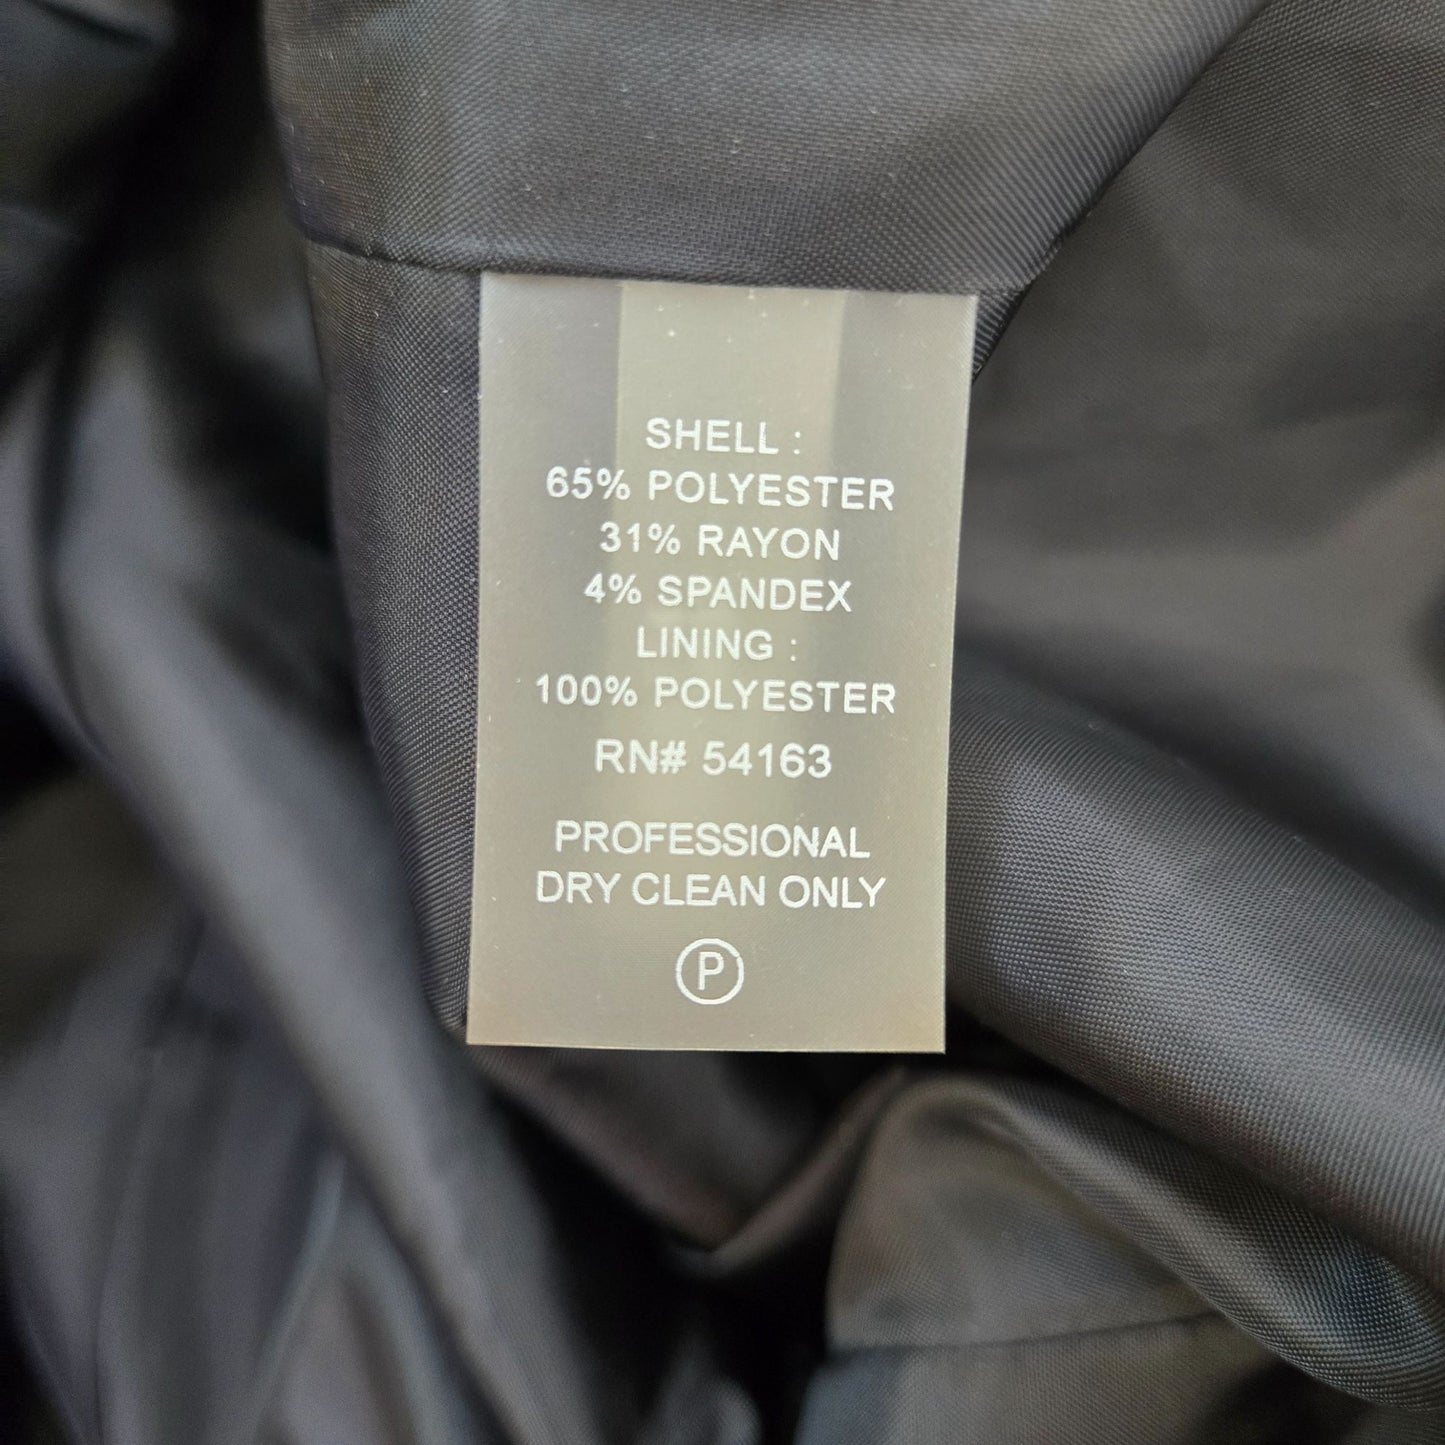 SHELL :
65% POLYESTER
31% RAYON
4% SPANDEX
LINING :
100% POLYESTER
RN# 54163
PROFESSIONAL
DRY CLEAN ONLY
P